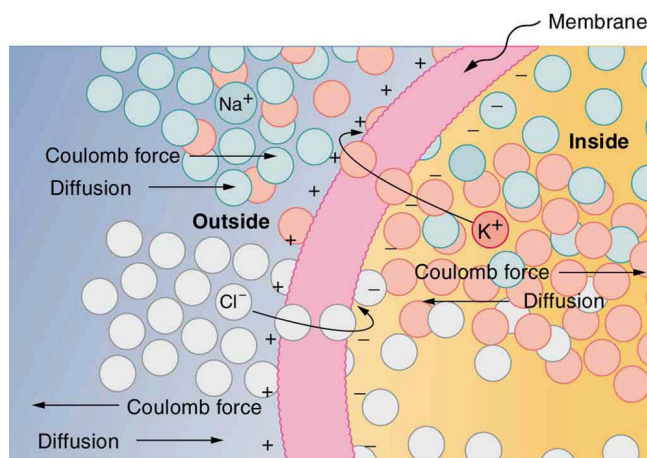 Membrane
Na+
Inside
Coulomb force
Diffusion
Outside
K+
Coulomb force
Cl−
Diffusion
Coulomb force
Diffusion